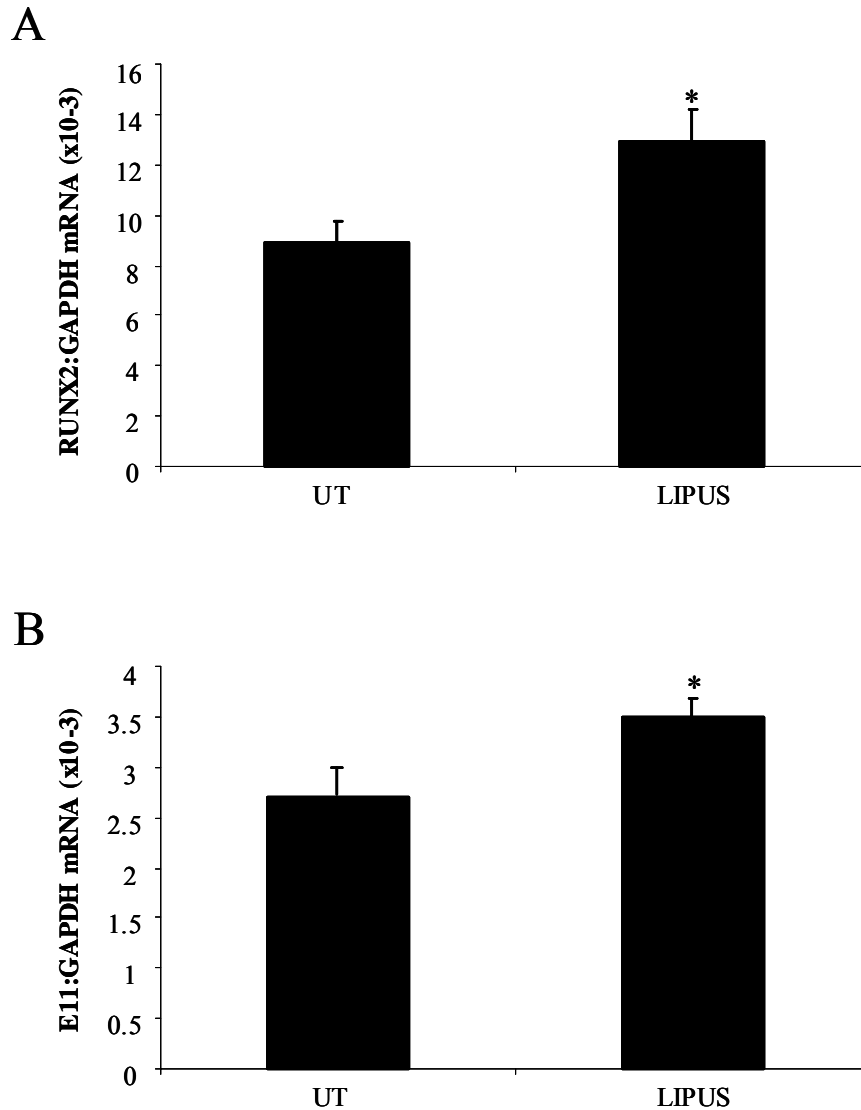 A
RUNX2:GAPDH mRNA (x10-3)
16
14
12
10
8
6
4
2
0
*
UT
LIPUS
B
E11:GAPDH mRNA (x10-3)
4
3.5
3
2.5
2
1.5
1
0.5
0
*
UT
LIPUS